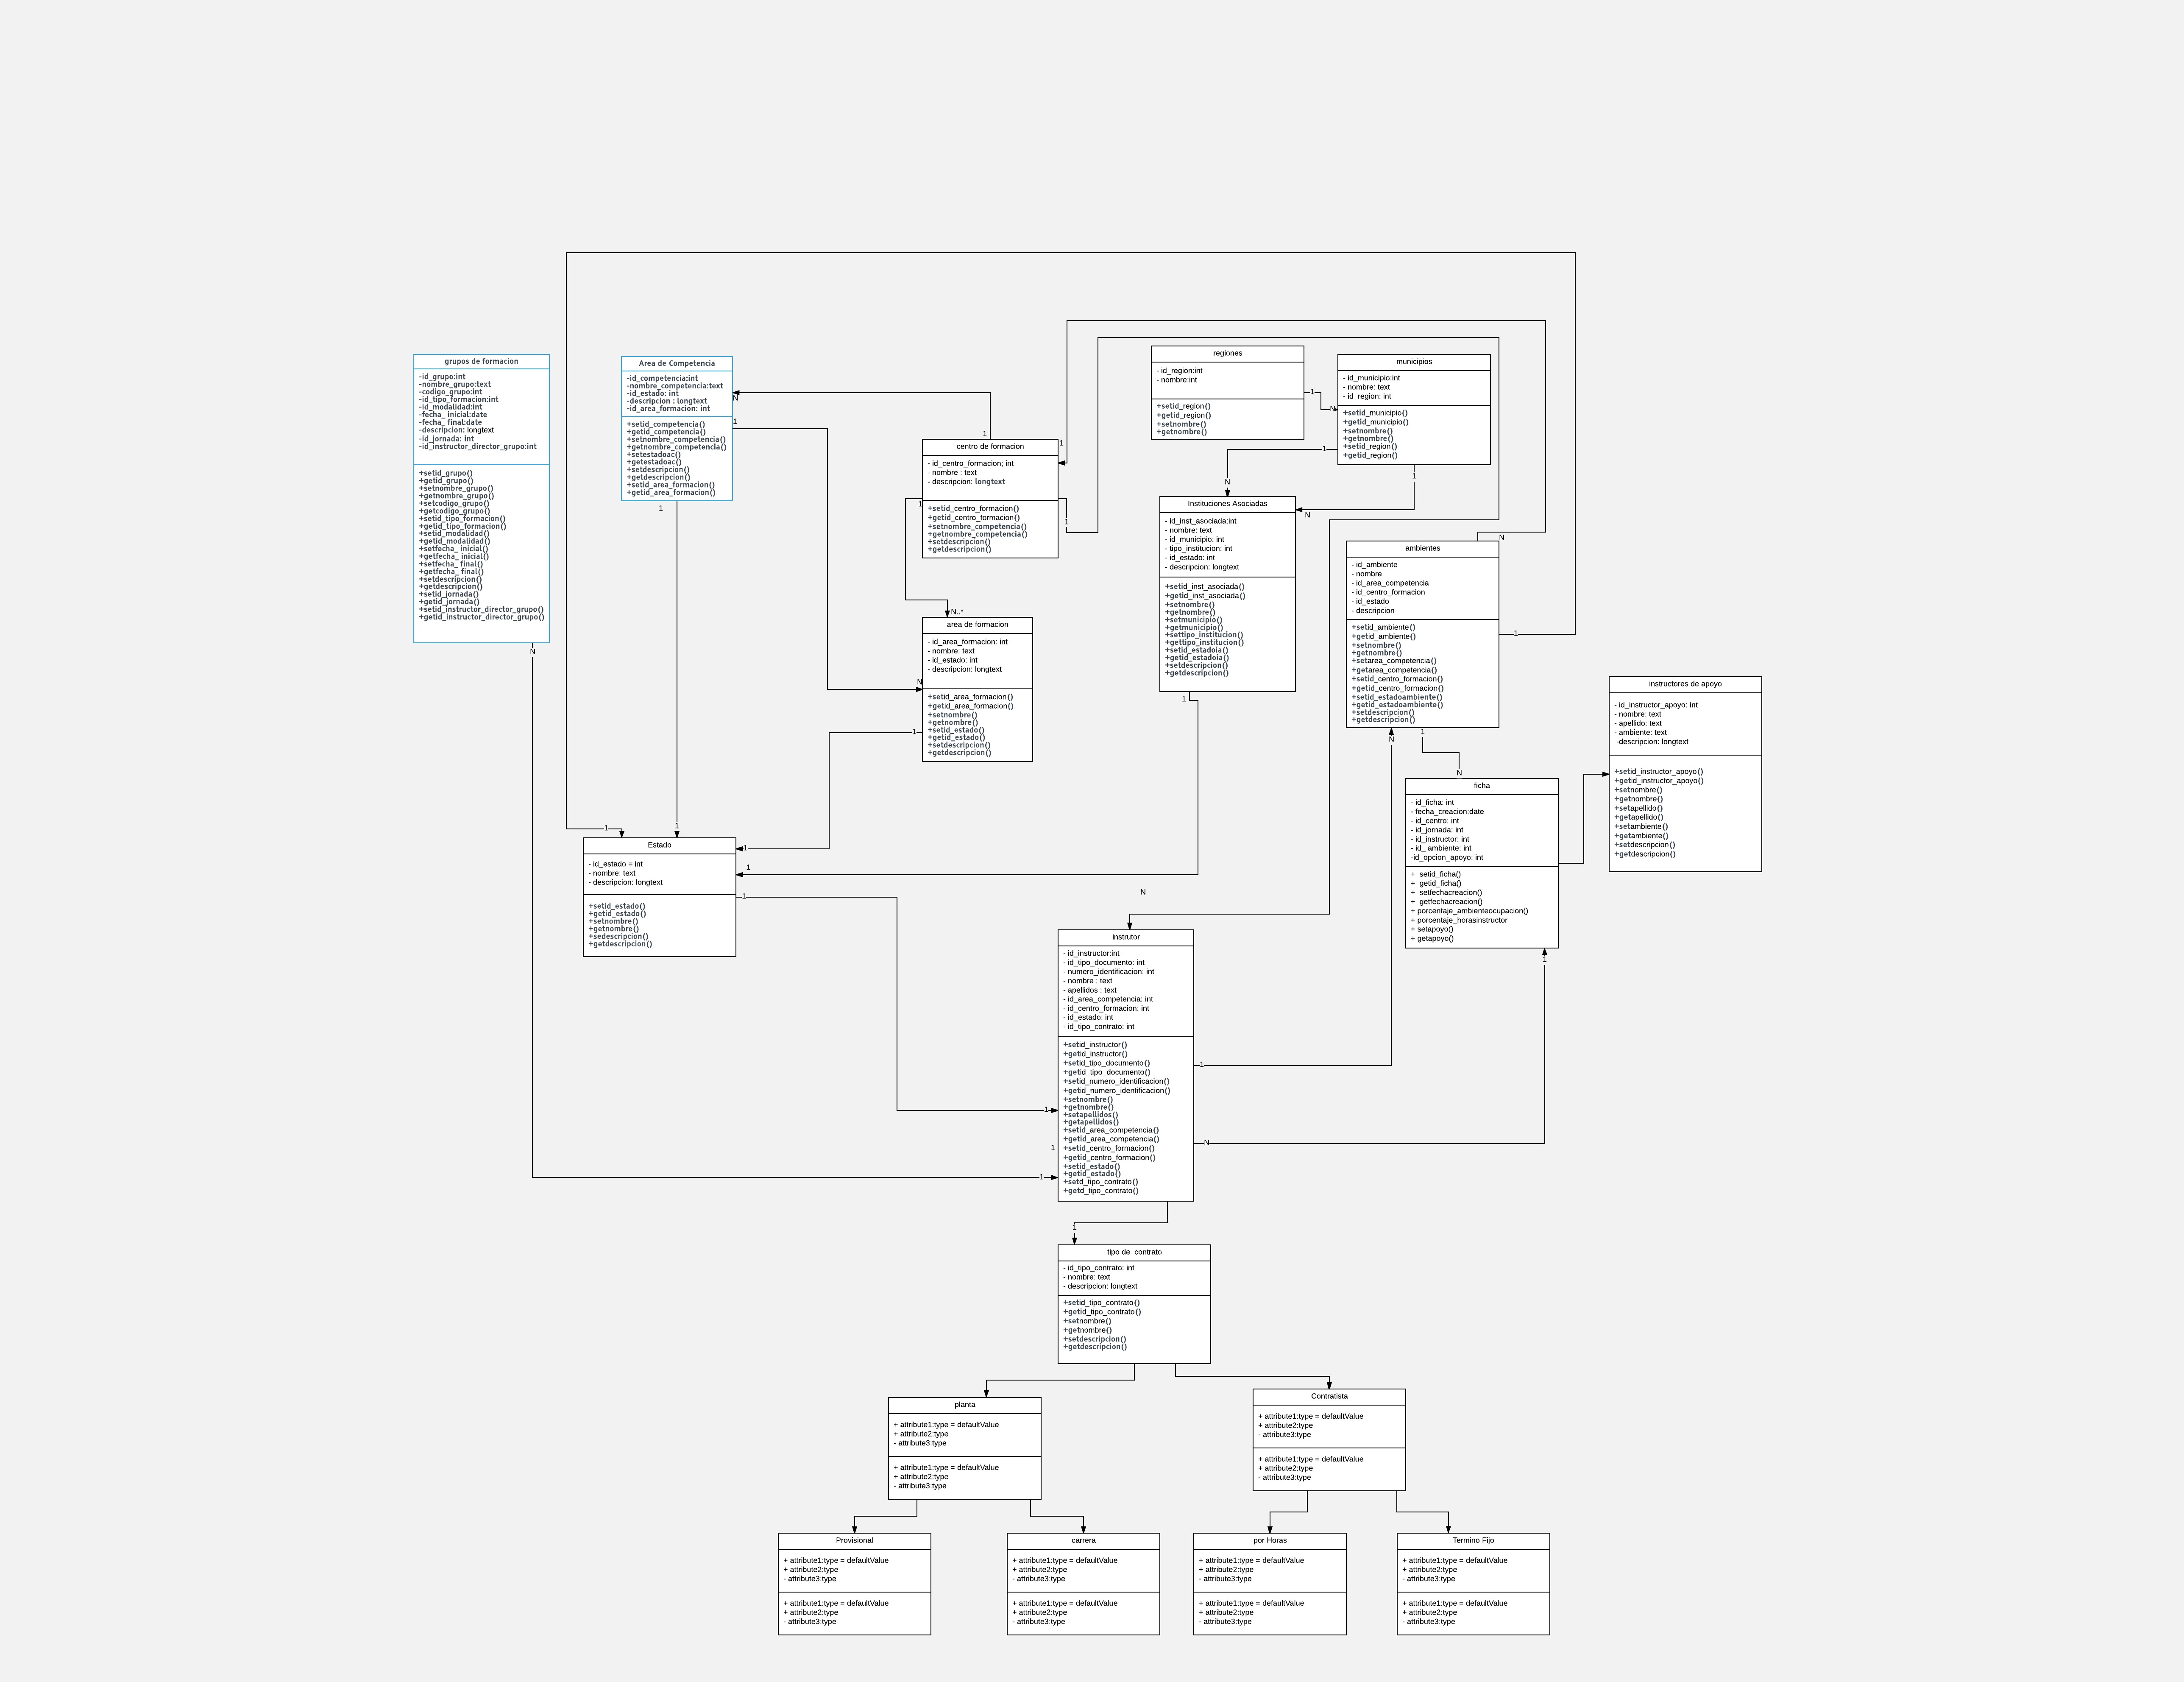 grupos de formacion
-id_grupo:int
-nombre_grupo:text
-codigo_grupo:int
-id_tipo_formacion:int
-id_modalidad:int
-fecha_ inicial:date
-fecha_ final:date
-descripcion: longtext
-id_jornada: int
-id_instructor_director_grupo:int
+setid_grupo()
+getid_grupo()
+setnombre_grupo()
+getnombre_grupo()
+setcodigo_grupo()
+getcodigo_grupo()
+setid_tipo_formacion()
+getid_tipo_formacion()
+setid_modalidad()
+getid_modalidad()
+setfecha_ inicial()
+getfecha_ inicial()
+setfecha_ final()
+getfecha_ final()
+setdescripcion()
+getdescripcion()
+setid_jornada()
+getid_jornada()
+setid_instructor_director_grupo()
+getid_instructor_director_grupo()
N
Area de Competencia
-id_competencia:int
-nombre_competencia:text
-id_estado: int
-descripcion : longtext
-id_area_formacion: int
+setid_competencia()
+getid_competencia()
+setnombre_competencia()
+getnombre_competencia()
+setestadoac()
+getestadoac()
+setdescripcion()
+getdescripcion()
+setid_area_formacion()
+getid_area_formacion()
N
1
1
1
centro de formacion
- id_centro_formacion; int
- nombre : text
- descripcion: longtext
+setid_centro_formacion()
+getid_centro_formacion()
+setnombre_competencia()
+getnombre_competencia()
+setdescripcion()
+getdescripcion()
1
1
1
1
N..*
area de formacion
- id_area_formacion: int
- nombre: text
- id_estado: int
- descripcion: longtext
+setid_area_formacion()
+getid_area_formacion()
+setnombre()
+getnombre()
+setid_estado()
+getid_estado()
+setdescripcion()
+getdescripcion()
N
1
regiones
- id_region:int
- nombre:int
+setid_region()
+getid_region()
+setnombre()
+getnombre()
1
N
municipios
- id_municipio:int
- nombre: text
- id_region: int
+setid_municipio()
+getid_municipio()
+setnombre()
+getnombre()
+setid_region()
+getid_region()
1
1
N
N
Instituciones Asociadas
- id_inst_asociada:int
- nombre: text
- id_municipio: int
- tipo_institucion: int
- id_estado: int
- descripcion: longtext
+setid_inst_asociada()
+getid_inst_asociada()
+setnombre()
+getnombre()
+setmunicipio()
+getmunicipio()
+settipo_institucion()
+gettipo_institucion()
+setid_estadoia()
+getid_estadoia()
+setdescripcion()
+getdescripcion()
1
N
ambientes
- id_ambiente
- nombre
- id_area_competencia
- id_centro_formacion
- id_estado
- descripcion
+setid_ambiente()
+getid_ambiente()
+setnombre()
+getnombre()
+setarea_competencia()
+getarea_competencia()
+setid_centro_formacion()
+getid_centro_formacion()
+setid_estadoambiente()
+getid_estadoambiente()
+setdescripcion()
+getdescripcion()
1
N
1
N
instructores de apoyo
- id_instructor_apoyo: int
- nombre: text
- apellido: text
- ambiente: text
-descripcion: longtext
+setid_instructor_apoyo()
+getid_instructor_apoyo()
+setnombre()
+getnombre()
+setapellido()
+getapellido()
+setambiente()
+getambiente()
+setdescripcion()
+getdescripcion()
ficha
- id_ficha: int
- fecha_creacion:date
- id_centro: int
- id_jornada: int
- id_instructor: int
- id_ ambiente: int
-id_opcion_apoyo: int
+ setid_ficha()
+ getid_ficha()
+ setfechacreacion()
+ getfechacreacion()
+ porcentaje_ambienteocupacion()
+ porcentaje_horasinstructor
+ setapoyo()
+ getapoyo()
1
1
1
1
1
Estado
- id_estado = int
- nombre: text
- descripcion: longtext
+setid_estado()
+getid_estado()
+setnombre()
+getnombre()
+sedescripcion()
+getdescripcion()
1
N
instrutor
- id_instructor:int
- id_tipo_documento: int
- numero_identificacion: int
- nombre : text
- apellidos : text
- id_area_competencia: int
- id_centro_formacion: int
- id_estado: int
- id_tipo_contrato: int
+setid_instructor()
+getid_instructor()
+setid_tipo_documento()
+getid_tipo_documento()
+setid_numero_identificacion()
+getid_numero_identificacion()
+setnombre()
+getnombre()
+setapellidos()
+getapellidos()
+setid_area_competencia()
+getid_area_competencia()
+setid_centro_formacion()
+getid_centro_formacion()
+setid_estado()
+getid_estado()
+setd_tipo_contrato()
+getd_tipo_contrato()
1
N
1
1
1
1
tipo de contrato
- id_tipo_contrato: int
- nombre: text
- descripcion: longtext
+setid_tipo_contrato()
+getid_tipo_contrato()
+setnombre()
+getnombre()
+setdescripcion()
+getdescripcion()
planta
+ attribute1:type = defaultValue
+ attribute2:type
- attribute3:type
+ attribute1:type = defaultValue
+ attribute2:type
- attribute3:type
Contratista
+ attribute1:type = defaultValue
+ attribute2:type
- attribute3:type
+ attribute1:type = defaultValue
+ attribute2:type
- attribute3:type
Provisional
+ attribute1:type = defaultValue
+ attribute2:type
- attribute3:type
+ attribute1:type = defaultValue
+ attribute2:type
- attribute3:type
carrera
+ attribute1:type = defaultValue
+ attribute2:type
- attribute3:type
+ attribute1:type = defaultValue
+ attribute2:type
- attribute3:type
por Horas
+ attribute1:type = defaultValue
+ attribute2:type
- attribute3:type
+ attribute1:type = defaultValue
+ attribute2:type
- attribute3:type
Termino Fijo
+ attribute1:type = defaultValue
+ attribute2:type
- attribute3:type
+ attribute1:type = defaultValue
+ attribute2:type
- attribute3:type